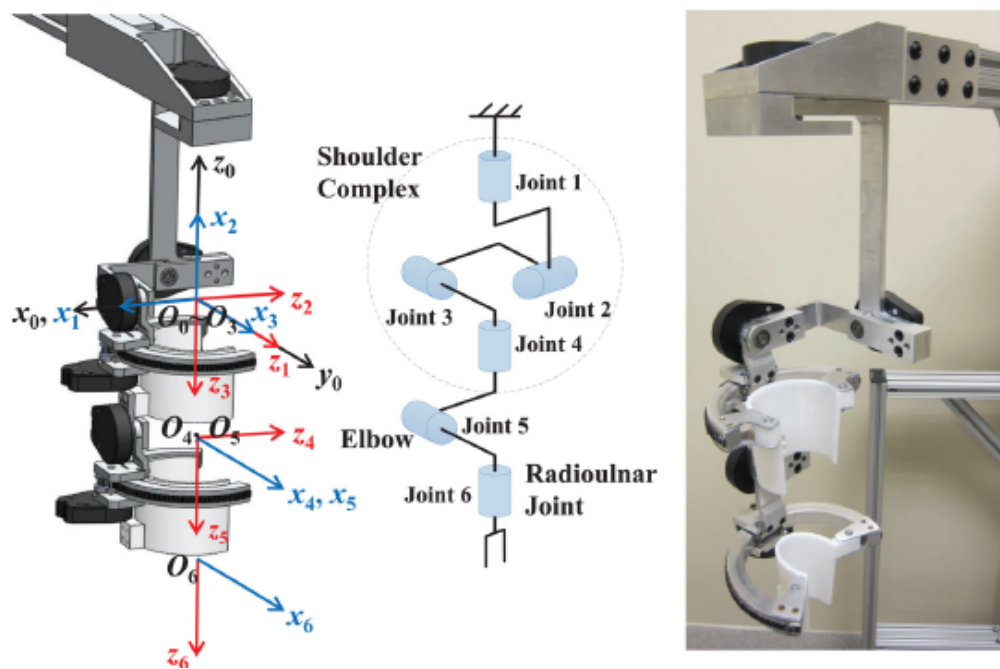 z0
x2
x0, x1
z2
O0~O3
x3
z1
z3
y0
O4, O5
z4
x4, x5
z5
O6
x6
z6
Shoulder
Complex
Joint 1
Joint 3
Joint 2
Joint 4
Joint 5
Elbow
Radioulnar
Joint
Joint 6